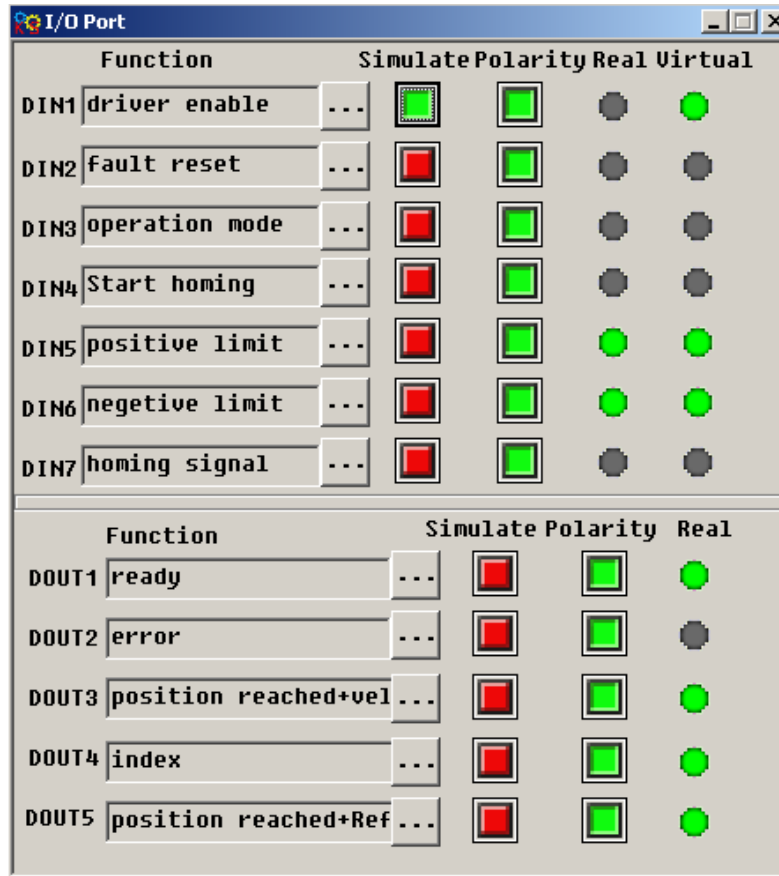 I/O Port
Function Simulate Polarity Real Virtual
DIN1 driver enable ...
DIN2 fault reset ...
DIN3 operation mode ...
DIN4 Start homing ...
DIN5 positive limit ...
DIN6 negetive limit ...
DIN7 homing signal ...
Function Simulate Polarity Real
DOUT1 ready ...
DOUT2 error ...
DOUT3 position reached+vel ...
DOUT4 index ...
DOUT5 position reached+Ref ...